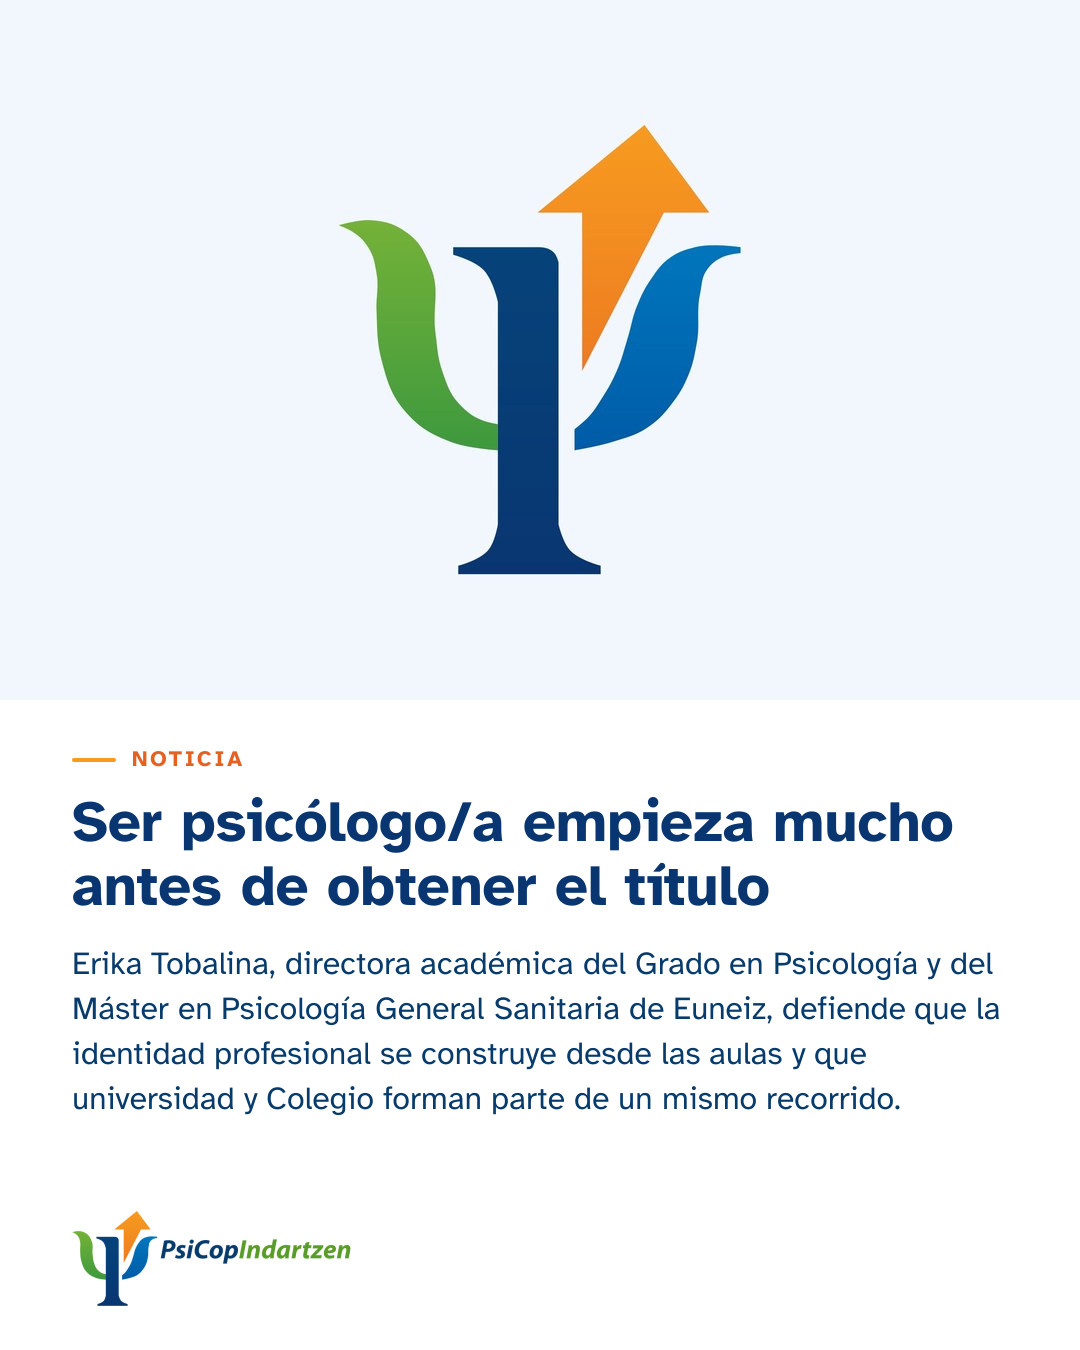 NOTICIA
Ser psicólogo/a empieza mucho
antes de obtener el título
Erika Tobalina, directora académica del Grado en Psicología y del
Máster en Psicología General Sanitaria de Euneiz, defiende que la
identidad profesional se construye desde las aulas y que
universidad y Colegio forman parte de un mismo recorrido.
PsiCopIndartzen